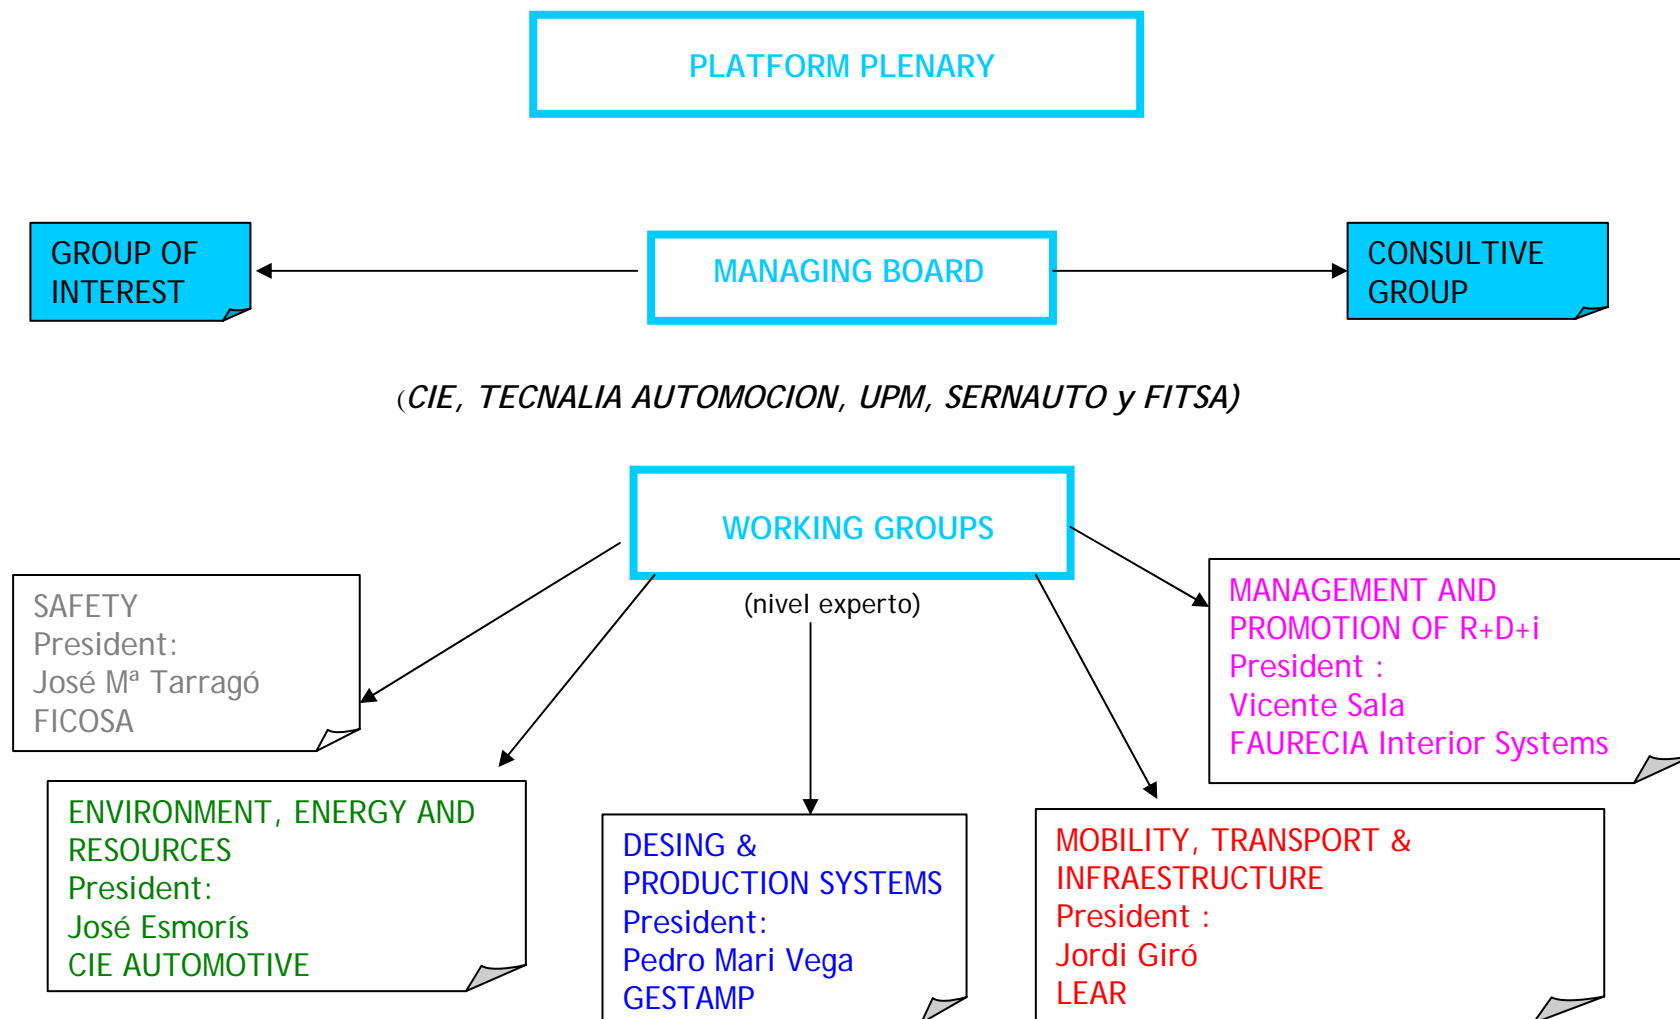 PLATFORM PLENARY
GROUP OF
INTEREST
MANAGING BOARD
CONSULTIVE
GROUP
(CIE, TECNALIA AUTOMOCION, UPM, SERNAUTO y FITSA)
WORKING GROUPS
(nivel experto)
SAFETY
President:
José Mª Tarragó
FICOSA
MANAGEMENT AND
PROMOTION OF R+D+i
President :
Vicente Sala
FAURECIA Interior Systems
ENVIRONMENT, ENERGY AND
RESOURCES
President:
José Esmorís
CIE AUTOMOTIVE
DESING &
PRODUCTION SYSTEMS
President:
Pedro Mari Vega
GESTAMP
MOBILITY, TRANSPORT &
INFRAESTRUCTURE
President :
Jordi Giró
LEAR